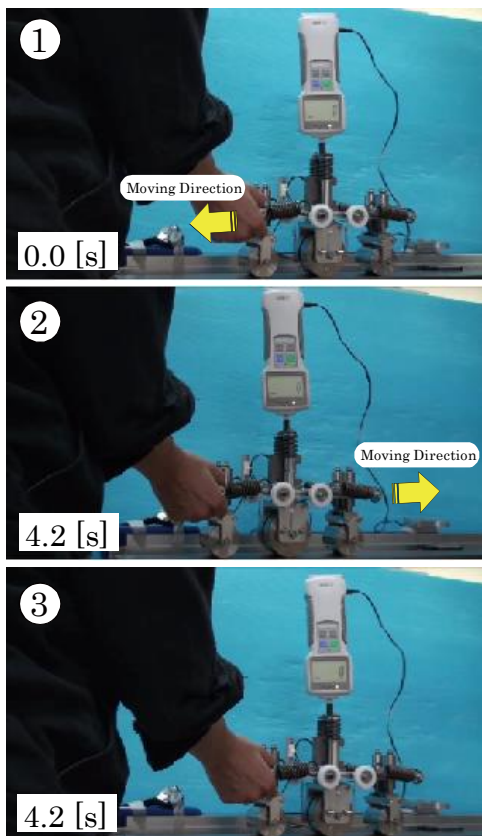 1
Moving Direction
0.0 [s]
2
Moving Direction
4.2 [s]
3
4.2 [s]